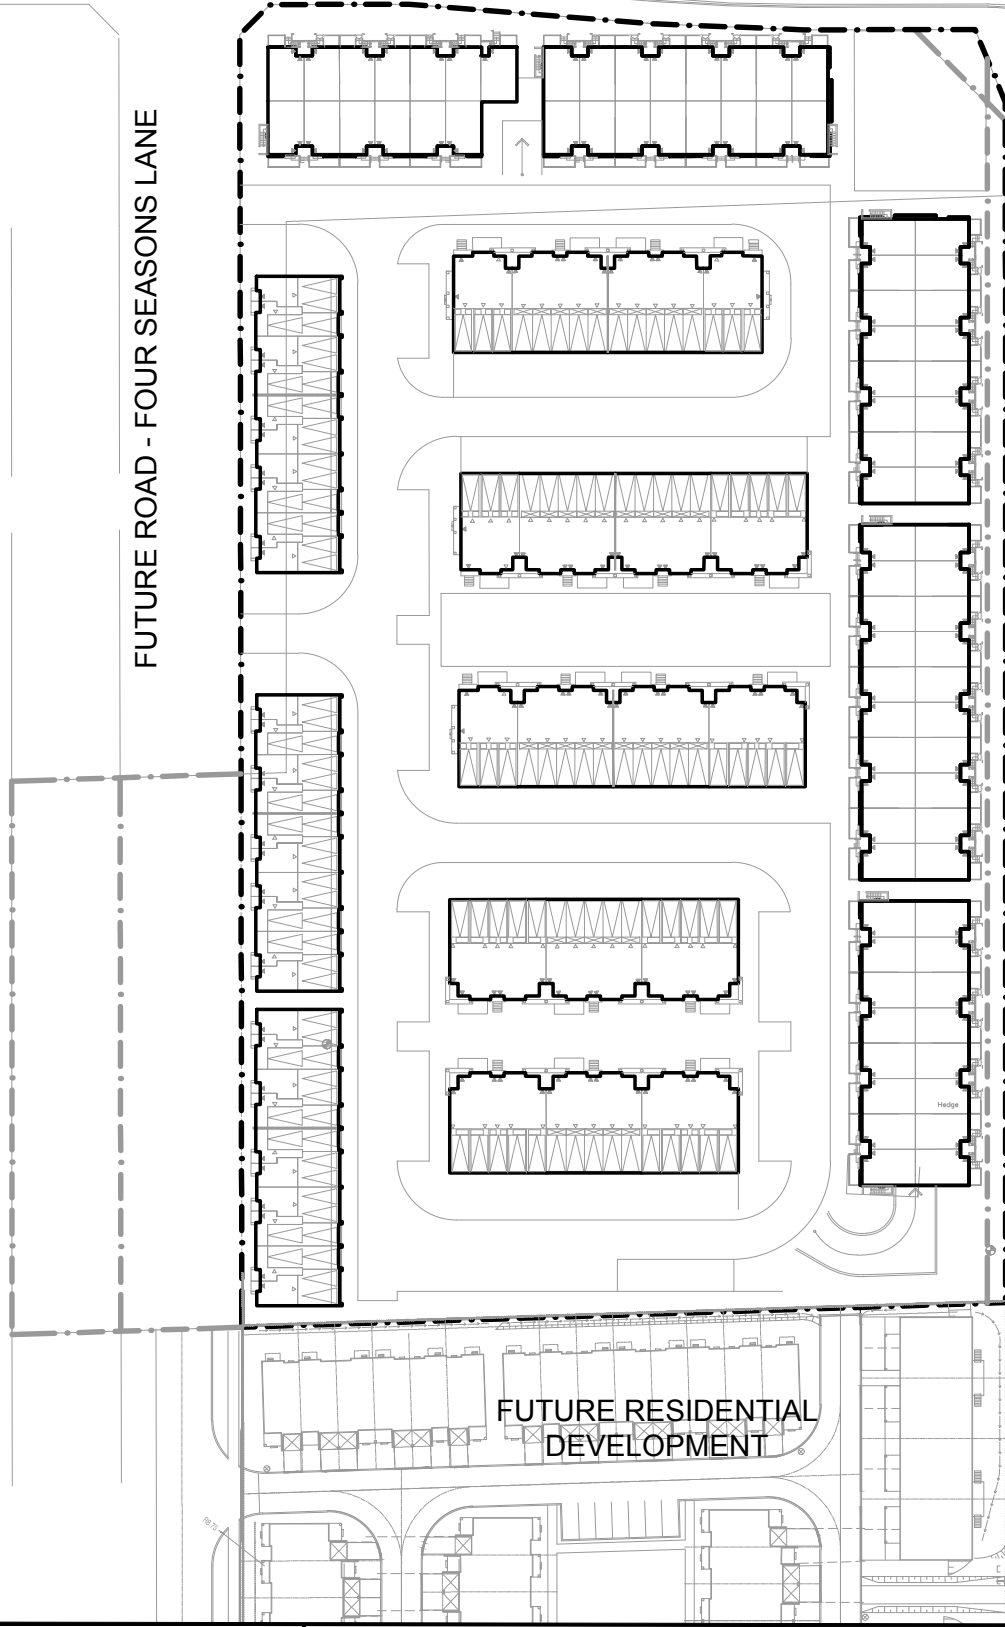 FUTURE ROAD - FOUR SEASONS LANE
Hedge
FUTURE RESIDENTIAL
DEVELOPMENT